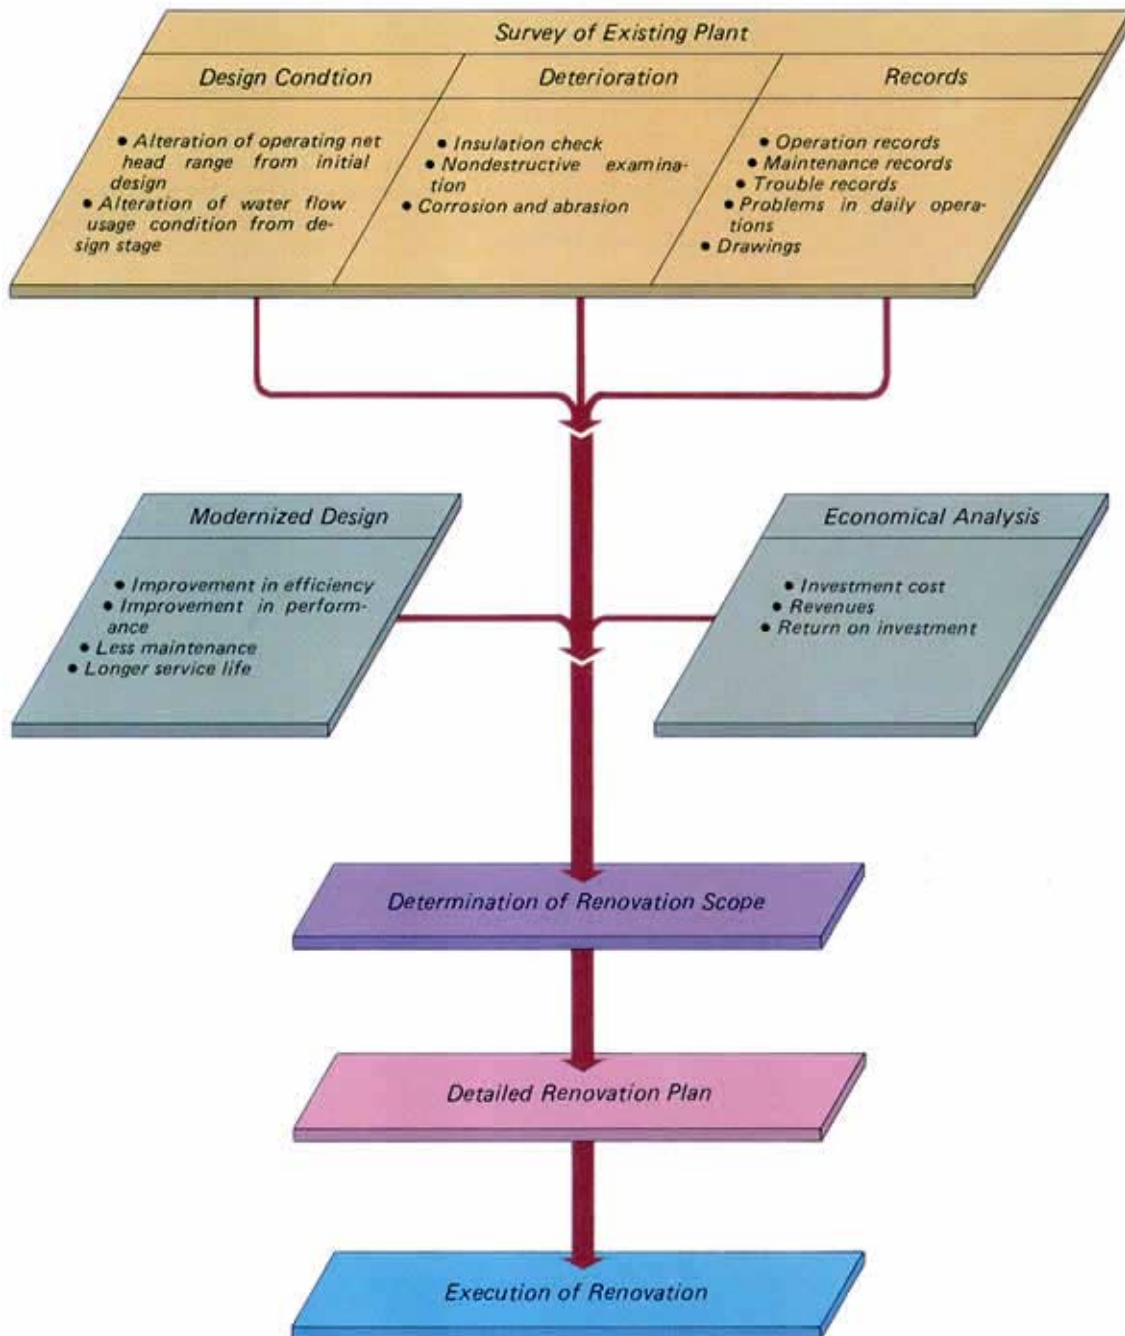 Survey of Existing Plant
Design Condtion
Deterioration
Records
• Alteration of operating net
head range from initial
design
• Alteration of water flow
usage condition from de-
sign stage
• Insulation check
• Nondestructive examina-
tion
• Corrosion and abrasion
• Operation records
• Maintenance records
• Trouble records
• Problems in daily opera-
tions
• Drawings
Modernized Design
• Improvement in efficiency
• Improvement in perform-
ance
• Less maintenance
• Longer service life
Economical Analysis
• Investment cost
• Revenues
• Return on investment
Determination of Renovation Scope
Detailed Renovation Plan
Execution of Renovation